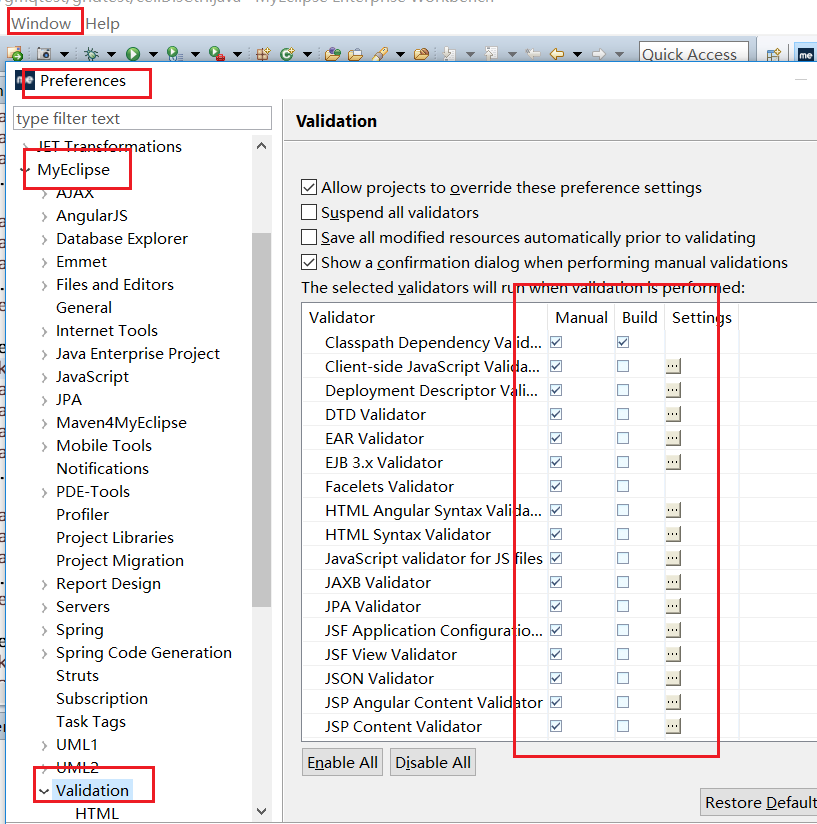 MyEclipse Enterprise Workbench
Window Help
Quick Access
me
Preferences
type filter text
JET Transformations
MyEclipse
AJAX
AngularJS
Database Explorer
Emmet
Files and Editors
General
Internet Tools
Java Enterprise Project
JavaScript
JPA
Maven4MyEclipse
Mobile Tools
Notifications
PDE-Tools
Profiler
Project Libraries
Project Migration
Report Design
Servers
Spring
Spring Code Generation
Struts
Subscription
Task Tags
UML1
UML2
Validation
HTML
Validation
Allow projects to override these preference settings
Suspend all validators
Save all modified resources automatically prior to validating
Show a confirmation dialog when performing manual validations
The selected validators will run when validation is performed:
Validator Manual Build Settings
Classpath Dependency Valid...
Client-side JavaScript Valida...
Deployment Descriptor Vali...
DTD Validator
EAR Validator
EJB 3.x Validator
Facelets Validator
HTML Angular Syntax Valida...
HTML Syntax Validator
JavaScript validator for JS files
JAXB Validator
JPA Validator
JSF Application Configuratio...
JSF View Validator
JSON Validator
JSP Angular Content Validator
JSP Content Validator
Enable All Disable All
Restore Default